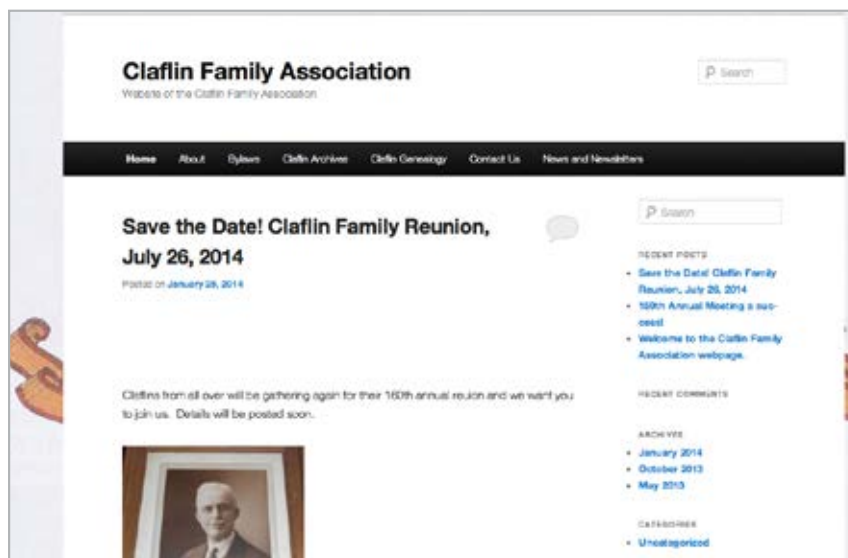 Claflin Family Association
Website of the Claflin Family Association
Search
Home About Bylaws Claflin Archives Claflin Genealogy Contact Us News and Newsletters
Save the Date! Claflin Family Reunion,
July 26, 2014
Posted on January 28, 2014
Claflins from all over will be gathering again for their 160th annual reuion and we want you
to join us. Details will be posted soon.
Search
RECENT POSTS
Save the Date! Claflin Family
Reunion, July 26, 2014
159th Annual Meeting a suc-
cess!
Welcome to the Claflin Family
Association webpage.
RECENT COMMENTS
ARCHIVES
January 2014
October 2013
May 2013
CATEGORIES
Uncategorized